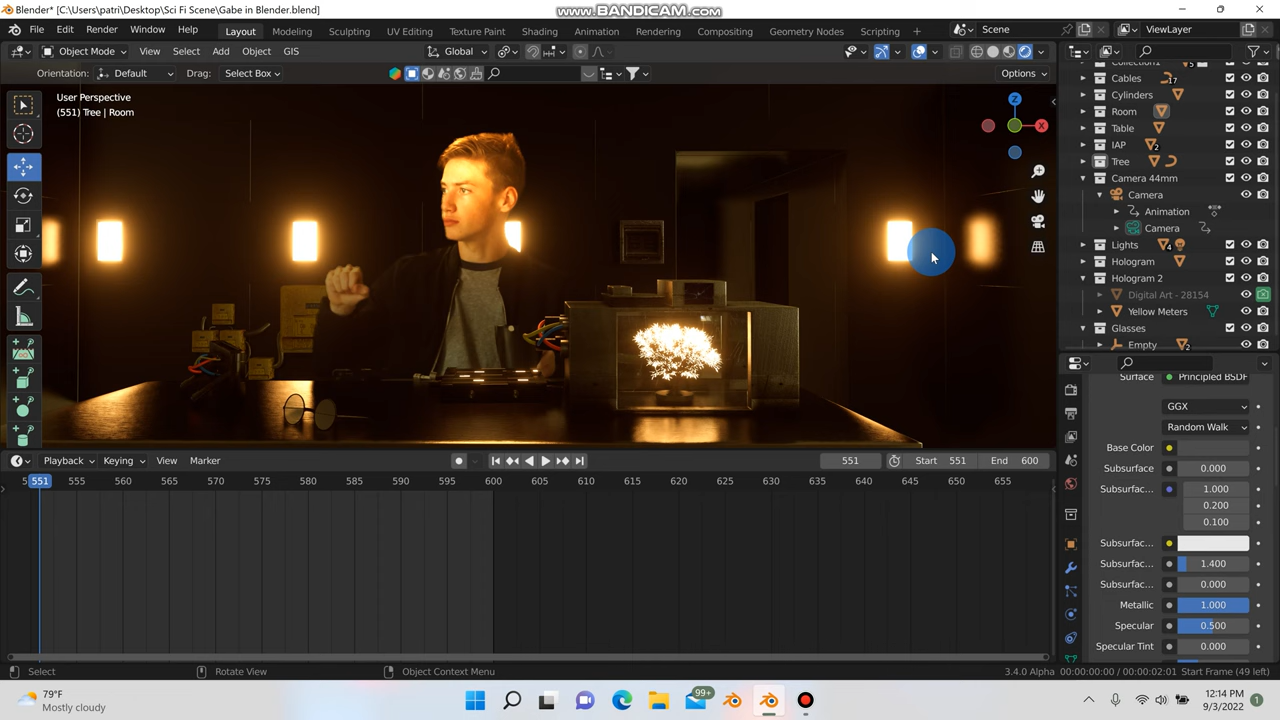 Blender* [C:\Users\patri\Desktop\Sci Fi Scene\Gabe in Blender.blend]
www.BANDICAM.com
File Edit Render Window Help
Layout Modeling Sculpting UV Editing Texture Paint Shading Animation Rendering Compositing Geometry Nodes Scripting
Scene
ViewLayer
Object Mode View Select Add Object GIS
Global
Orientation: Default Drag: Select Box
Options
User Perspective
(551) Tree | Room
Z
X
Collection1
5
Cables
17
Cylinders
Room
Table
IAP
2
Tree
Camera 44mm
Camera
Animation
Camera
Lights
4
Hologram
Hologram 2
Digital Art - 28154
Yellow Meters
Glasses
Empty
2
Surface Principled BSDF
GGX
Random Walk
Base Color
Subsurface 0.000
Subsurfac... 1.000
0.200
0.100
Subsurfac...
Subsurfac... 1.400
Subsurfac... 0.000
Metallic 1.000
Specular 0.500
Specular Tint 0.000
Playback Keying View Marker
551
Start 551
End 600
551 555 560 565 570 575 580 585 590 595 600 605 610 615 620 625 630 635 640 645 650 655
Select
Rotate View
Object Context Menu
3.4.0 Alpha 00:00:00:00 / 00:00:02:01 Start Frame (49 left)
79°F
Mostly cloudy
99+
12:14 PM
9/3/2022
1